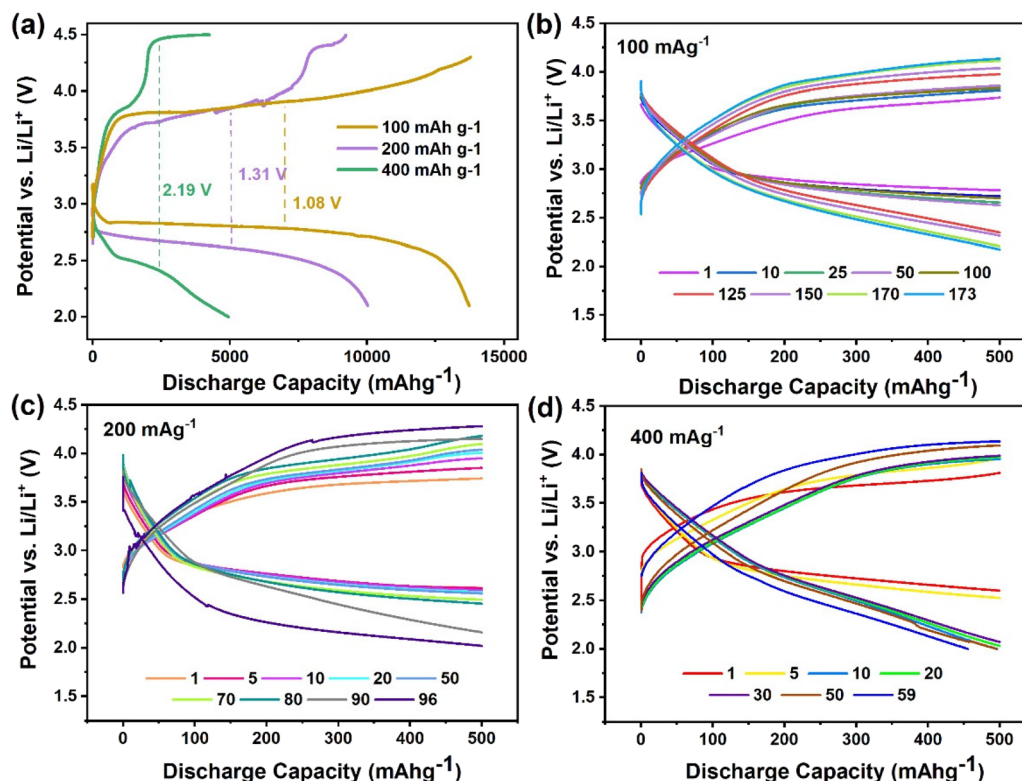 (a)
Potential vs. Li/Li⁺ (V)
4.5
4.0
3.5
3.0
2.5
2.0
2.19 V
1.31 V
1.08 V
100 mAh g-1
200 mAh g-1
400 mAh g-1
0
5000
10000
15000
Discharge Capacity (mAhg⁻¹)
(b)
100 mAg⁻¹
Potential vs. Li/Li⁺ (V)
4.5
4.0
3.5
3.0
2.5
2.0
1.5
1 10 25 50 100
125 150 170 173
0 100 200 300 400 500
Discharge Capacity (mAhg⁻¹)
(c)
200 mAg⁻¹
Potential vs. Li/Li⁺ (V)
4.5
4.0
3.5
3.0
2.5
2.0
1.5
1 5 10 20 50
70 80 90 96
0 100 200 300 400 500
Discharge Capacity (mAhg⁻¹)
(d)
400 mAg⁻¹
Potential vs. Li/Li⁺ (V)
4.5
4.0
3.5
3.0
2.5
2.0
1.5
1 5 10 20
30 50 59
0 100 200 300 400 500
Discharge Capacity (mAhg⁻¹)